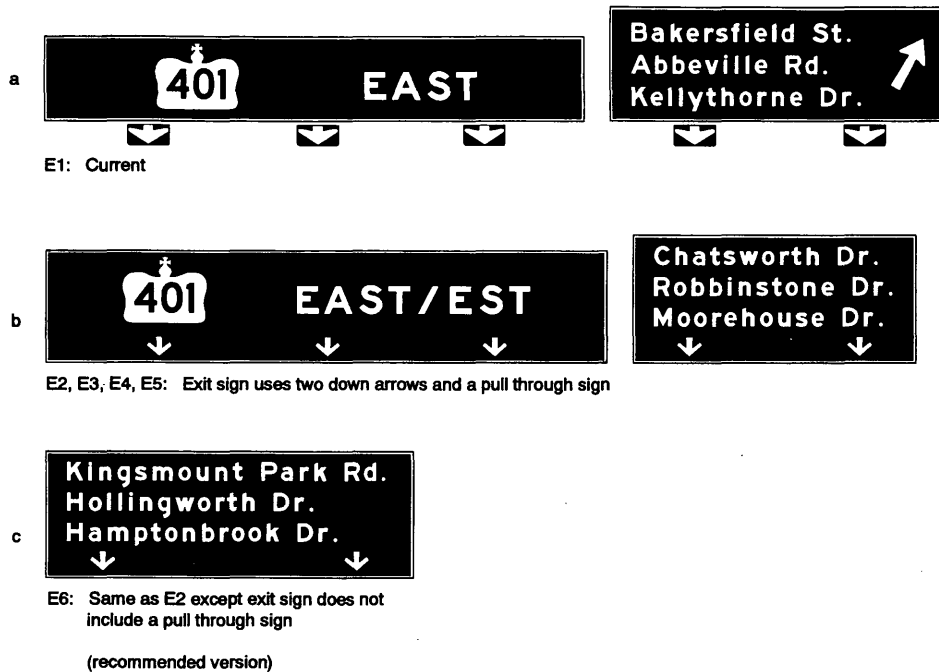 a
401 EAST
Bakersfield St.
Abbeville Rd.
Kellythorne Dr.
E1: Current
b
401 EAST/EST
Chatsworth Dr.
Robbinstone Dr.
Moorehouse Dr.
E2, E3, E4, E5: Exit sign uses two down arrows and a pull through sign
c
Kingsmount Park Rd.
Hollingworth Dr.
Hamptonbrook Dr.
E6: Same as E2 except exit sign does not
include a pull through sign
(recommended version)